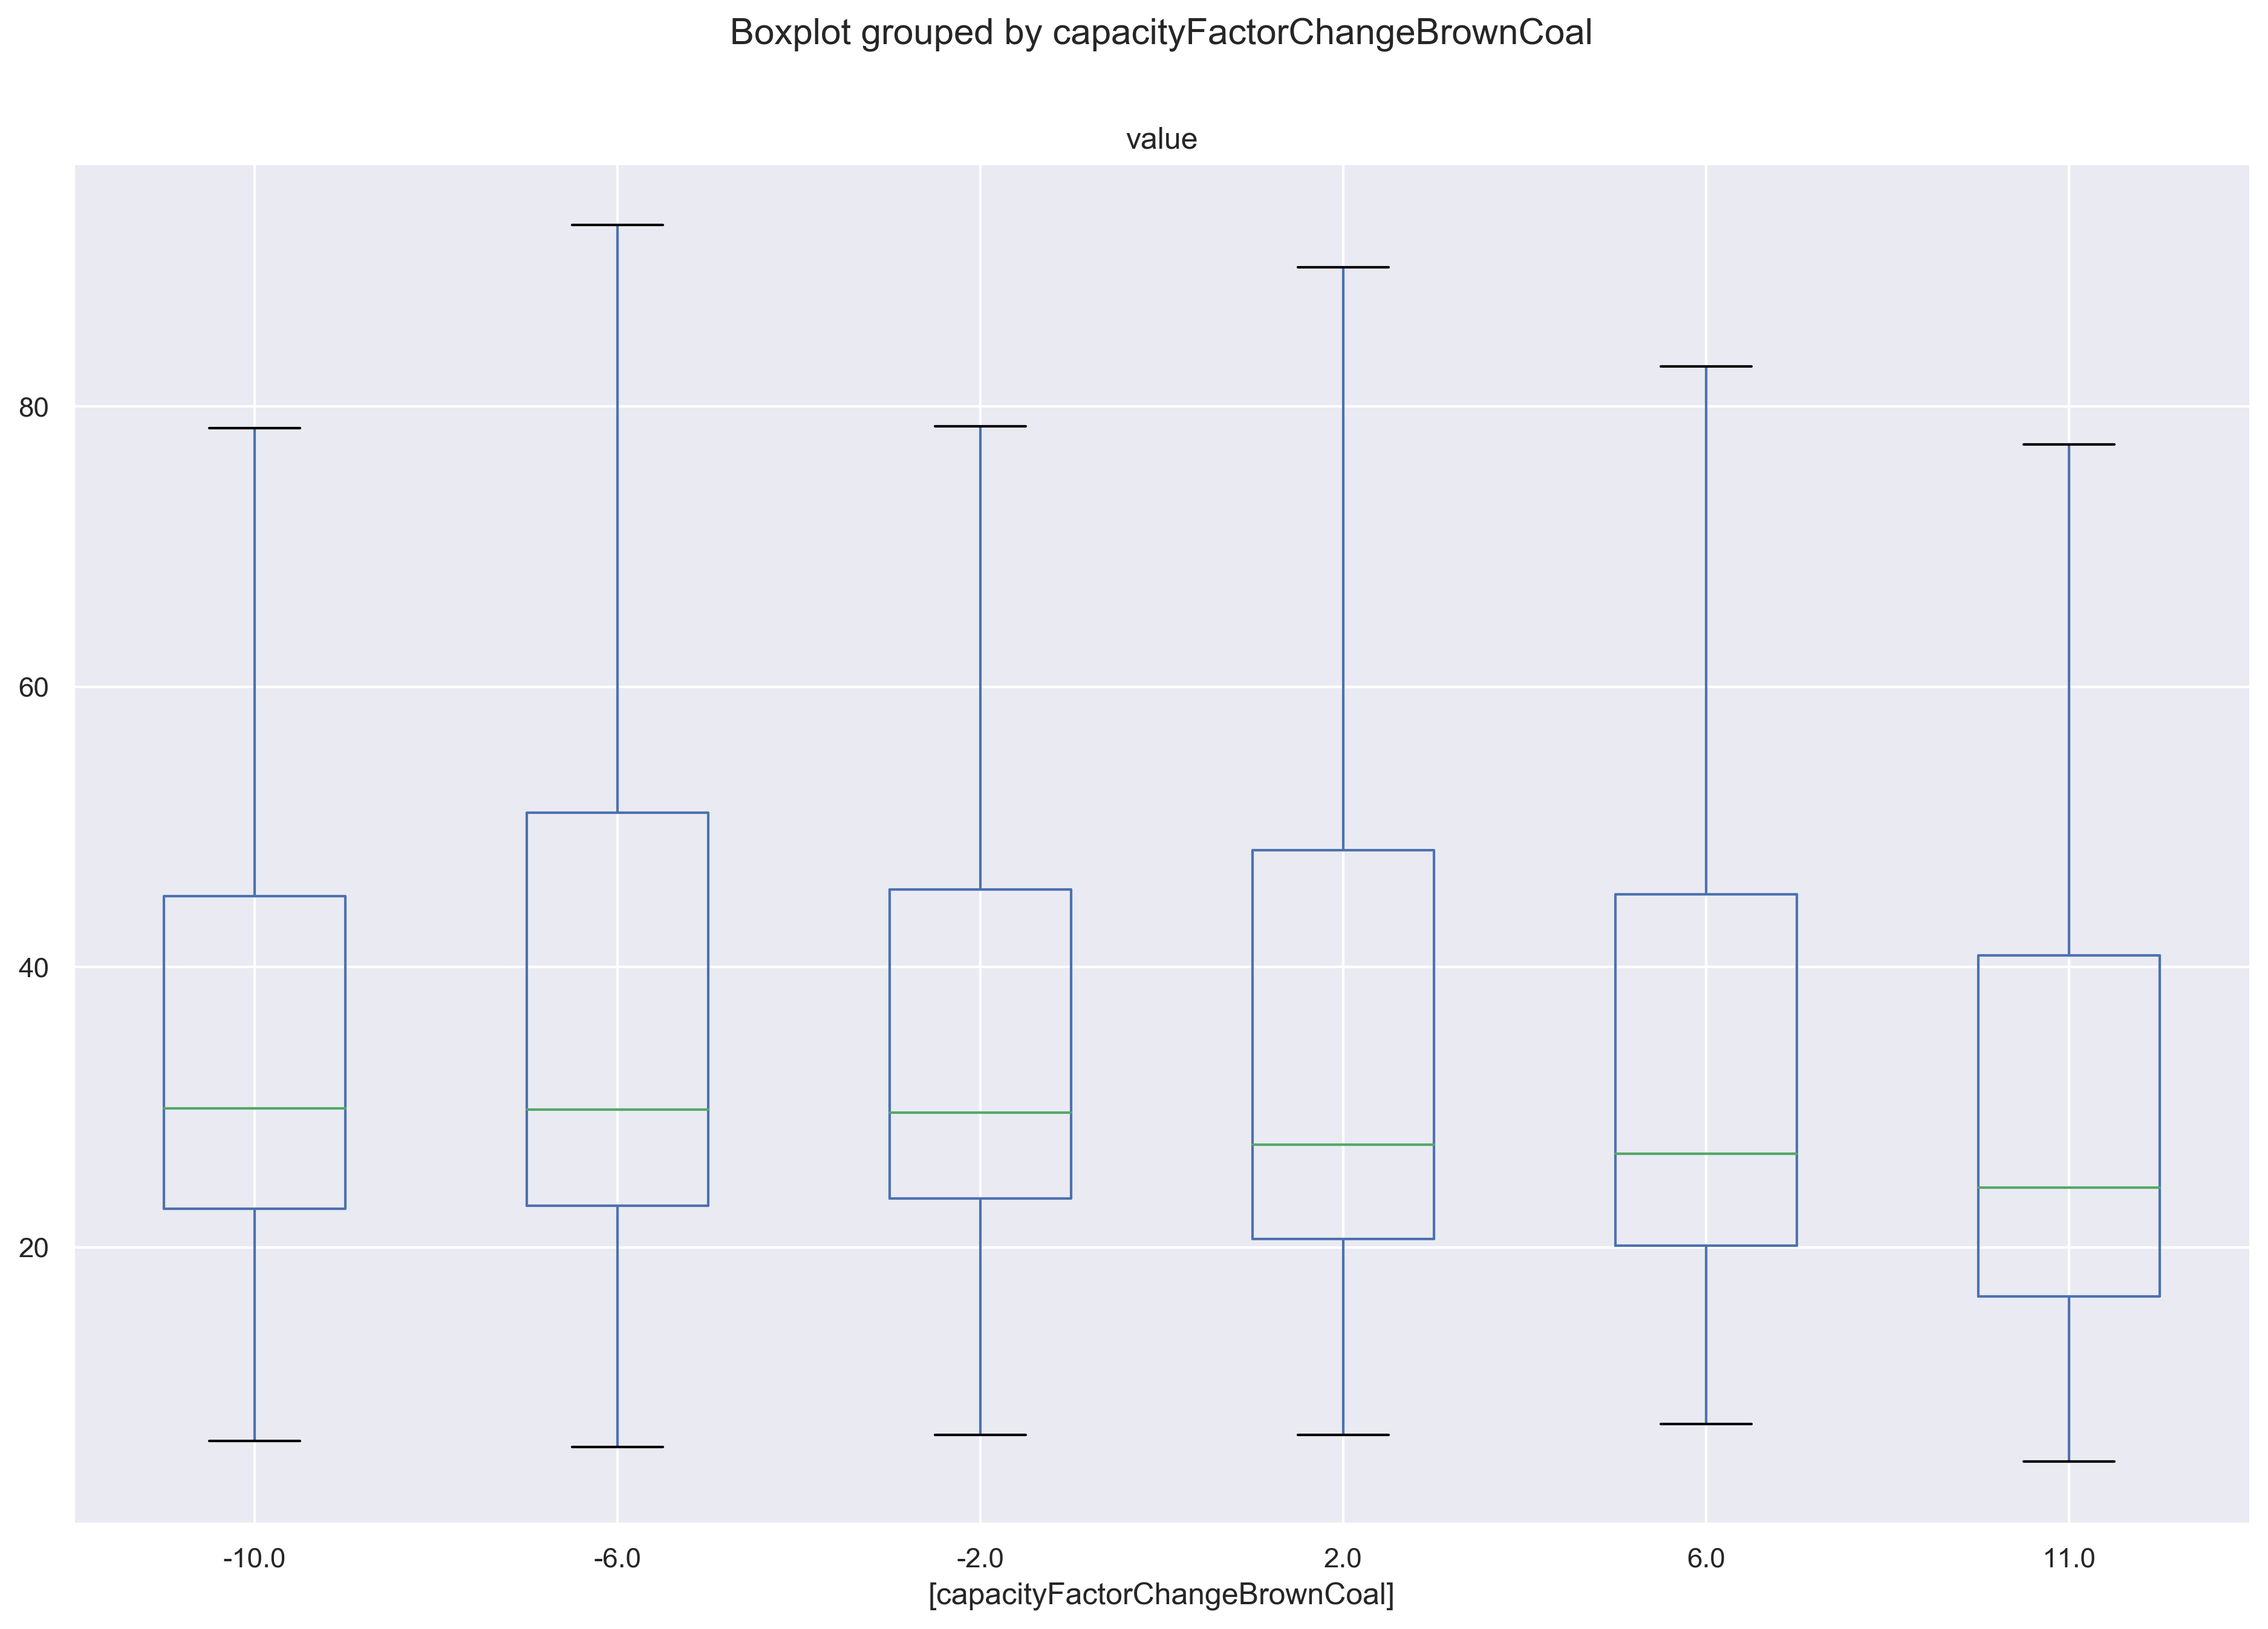 Boxplot grouped by capacityFactorChangeBrownCoal
value
80
60
40
20
-10.0 -6.0 -2.0 2.0 6.0 11.0
[capacityFactorChangeBrownCoal]